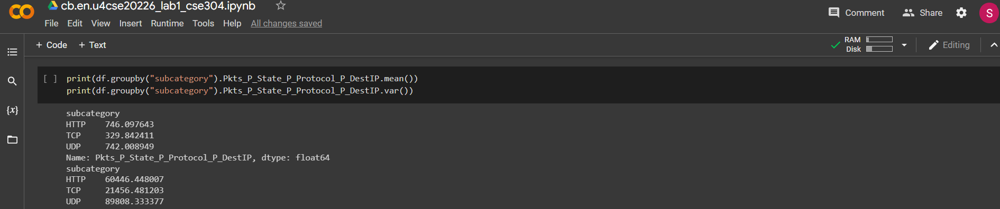 cb.en.u4cse20226_lab1_cse304.ipynb
File Edit View Insert Runtime Tools Help All changes saved
Comment Share S
+ Code + Text
RAM
Disk
Editing
{x}
[ ] print(df.groupby("subcategory").Pkts_P_State_P_Protocol_P_DestIP.mean())
print(df.groupby("subcategory").Pkts_P_State_P_Protocol_P_DestIP.var())
subcategory
HTTP 746.097643
TCP 329.842411
UDP 742.008949
Name: Pkts_P_State_P_Protocol_P_DestIP, dtype: float64
subcategory
HTTP 60446.448007
TCP 21456.481203
UDP 89808.333377